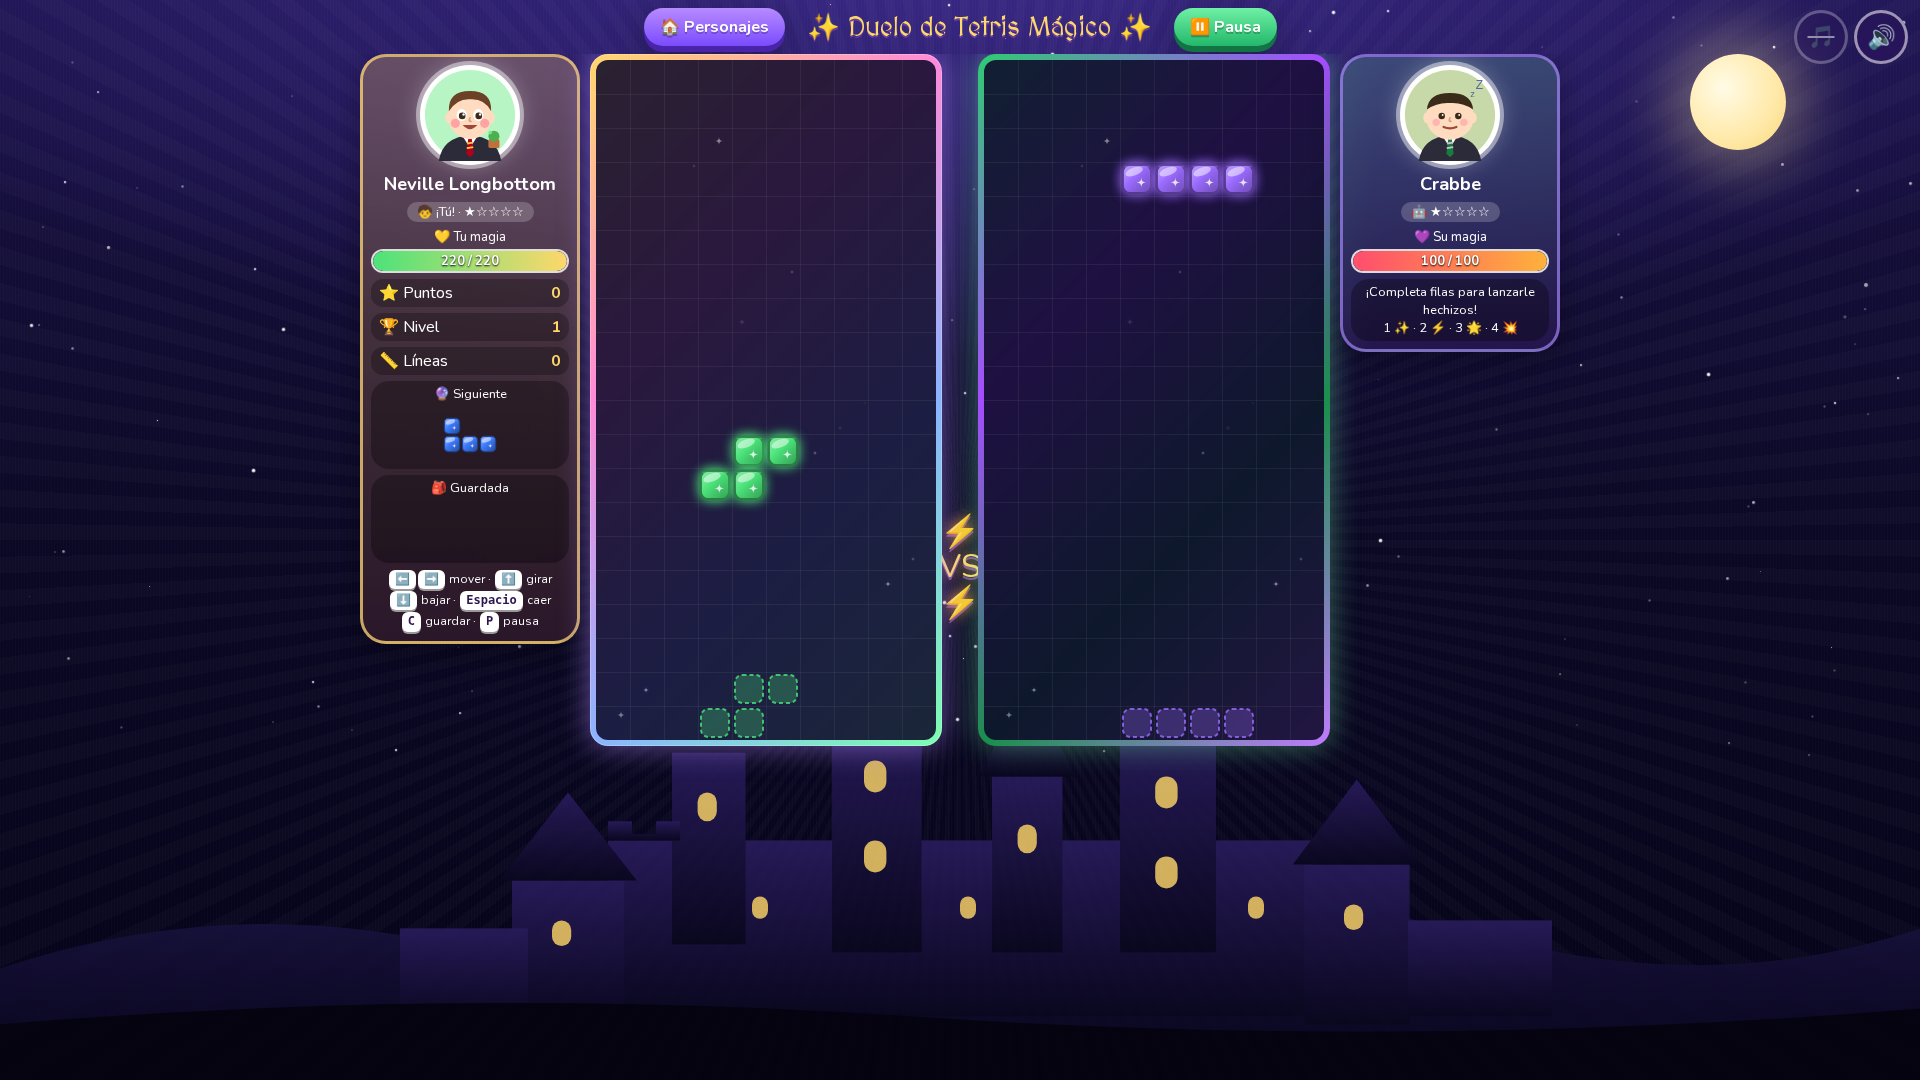 🏠 Personajes
✨ Duelo de Tetris Mágico ✨
⏸️ Pausa
Neville Longbottom
🧒 ¡Tú! · ★☆☆☆☆
💛 Tu magia
220 / 220
⭐ Puntos 0
🏆 Nivel 1
📏 Líneas 0
🔮 Siguiente
🎒 Guardada
⬅️ ➡️ mover · ⬆️ girar
⬇️ bajar · Espacio caer
C guardar · P pausa
⚡
VS
⚡
z Z
Crabbe
🤖 ★☆☆☆☆
💜 Su magia
100 / 100
¡Completa filas para lanzarle
hechizos!
1 ✨ · 2 ⚡ · 3 🌟 · 4 💥